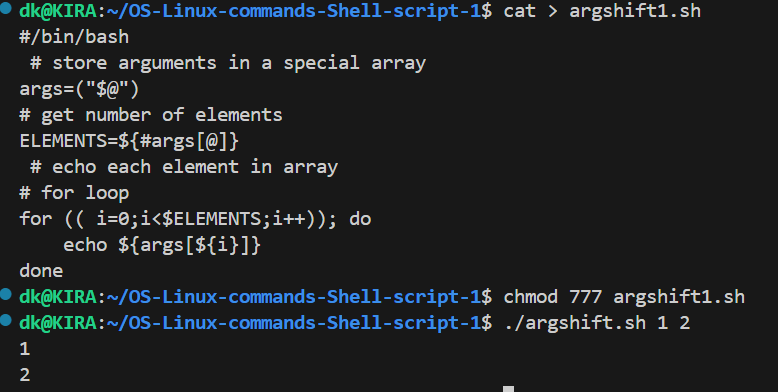 dk@KIRA:~/OS-Linux-commands-Shell-script-1$ cat > argshift1.sh
#/bin/bash
 # store arguments in a special array
args=("$@")
# get number of elements
ELEMENTS=${#args[@]}
 # echo each element in array
# for loop
for (( i=0;i<$ELEMENTS;i++)); do
    echo ${args[${i}]}
done
dk@KIRA:~/OS-Linux-commands-Shell-script-1$ chmod 777 argshift1.sh
dk@KIRA:~/OS-Linux-commands-Shell-script-1$ ./argshift.sh 1 2
1
2